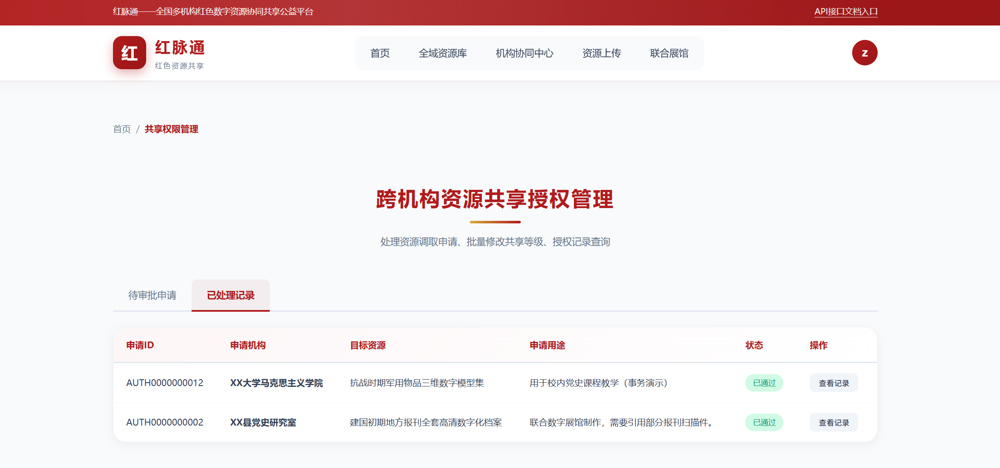 红脉通——全国多机构红色数字资源协同共享公益平台
API接口文档入口
红
红脉通
红色资源共享
首页
全域资源库
机构协同中心
资源上传
联合展馆
z
首页 / 共享权限管理
跨机构资源共享授权管理
处理资源调取申请、批量修改共享等级、授权记录查询
待审批申请
已处理记录
申请ID 申请机构 目标资源 申请用途 状态 操作
AUTH0000000012 XX大学马克思主义学院 抗战时期军用物品三维数字模型集 用于校内党史课程教学（事务演示） 已通过 查看记录
AUTH0000000002 XX县党史研究室 建国初期地方报刊全套高清数字化档案 联合数字展馆制作，需要引用部分报刊扫描件。 已通过 查看记录